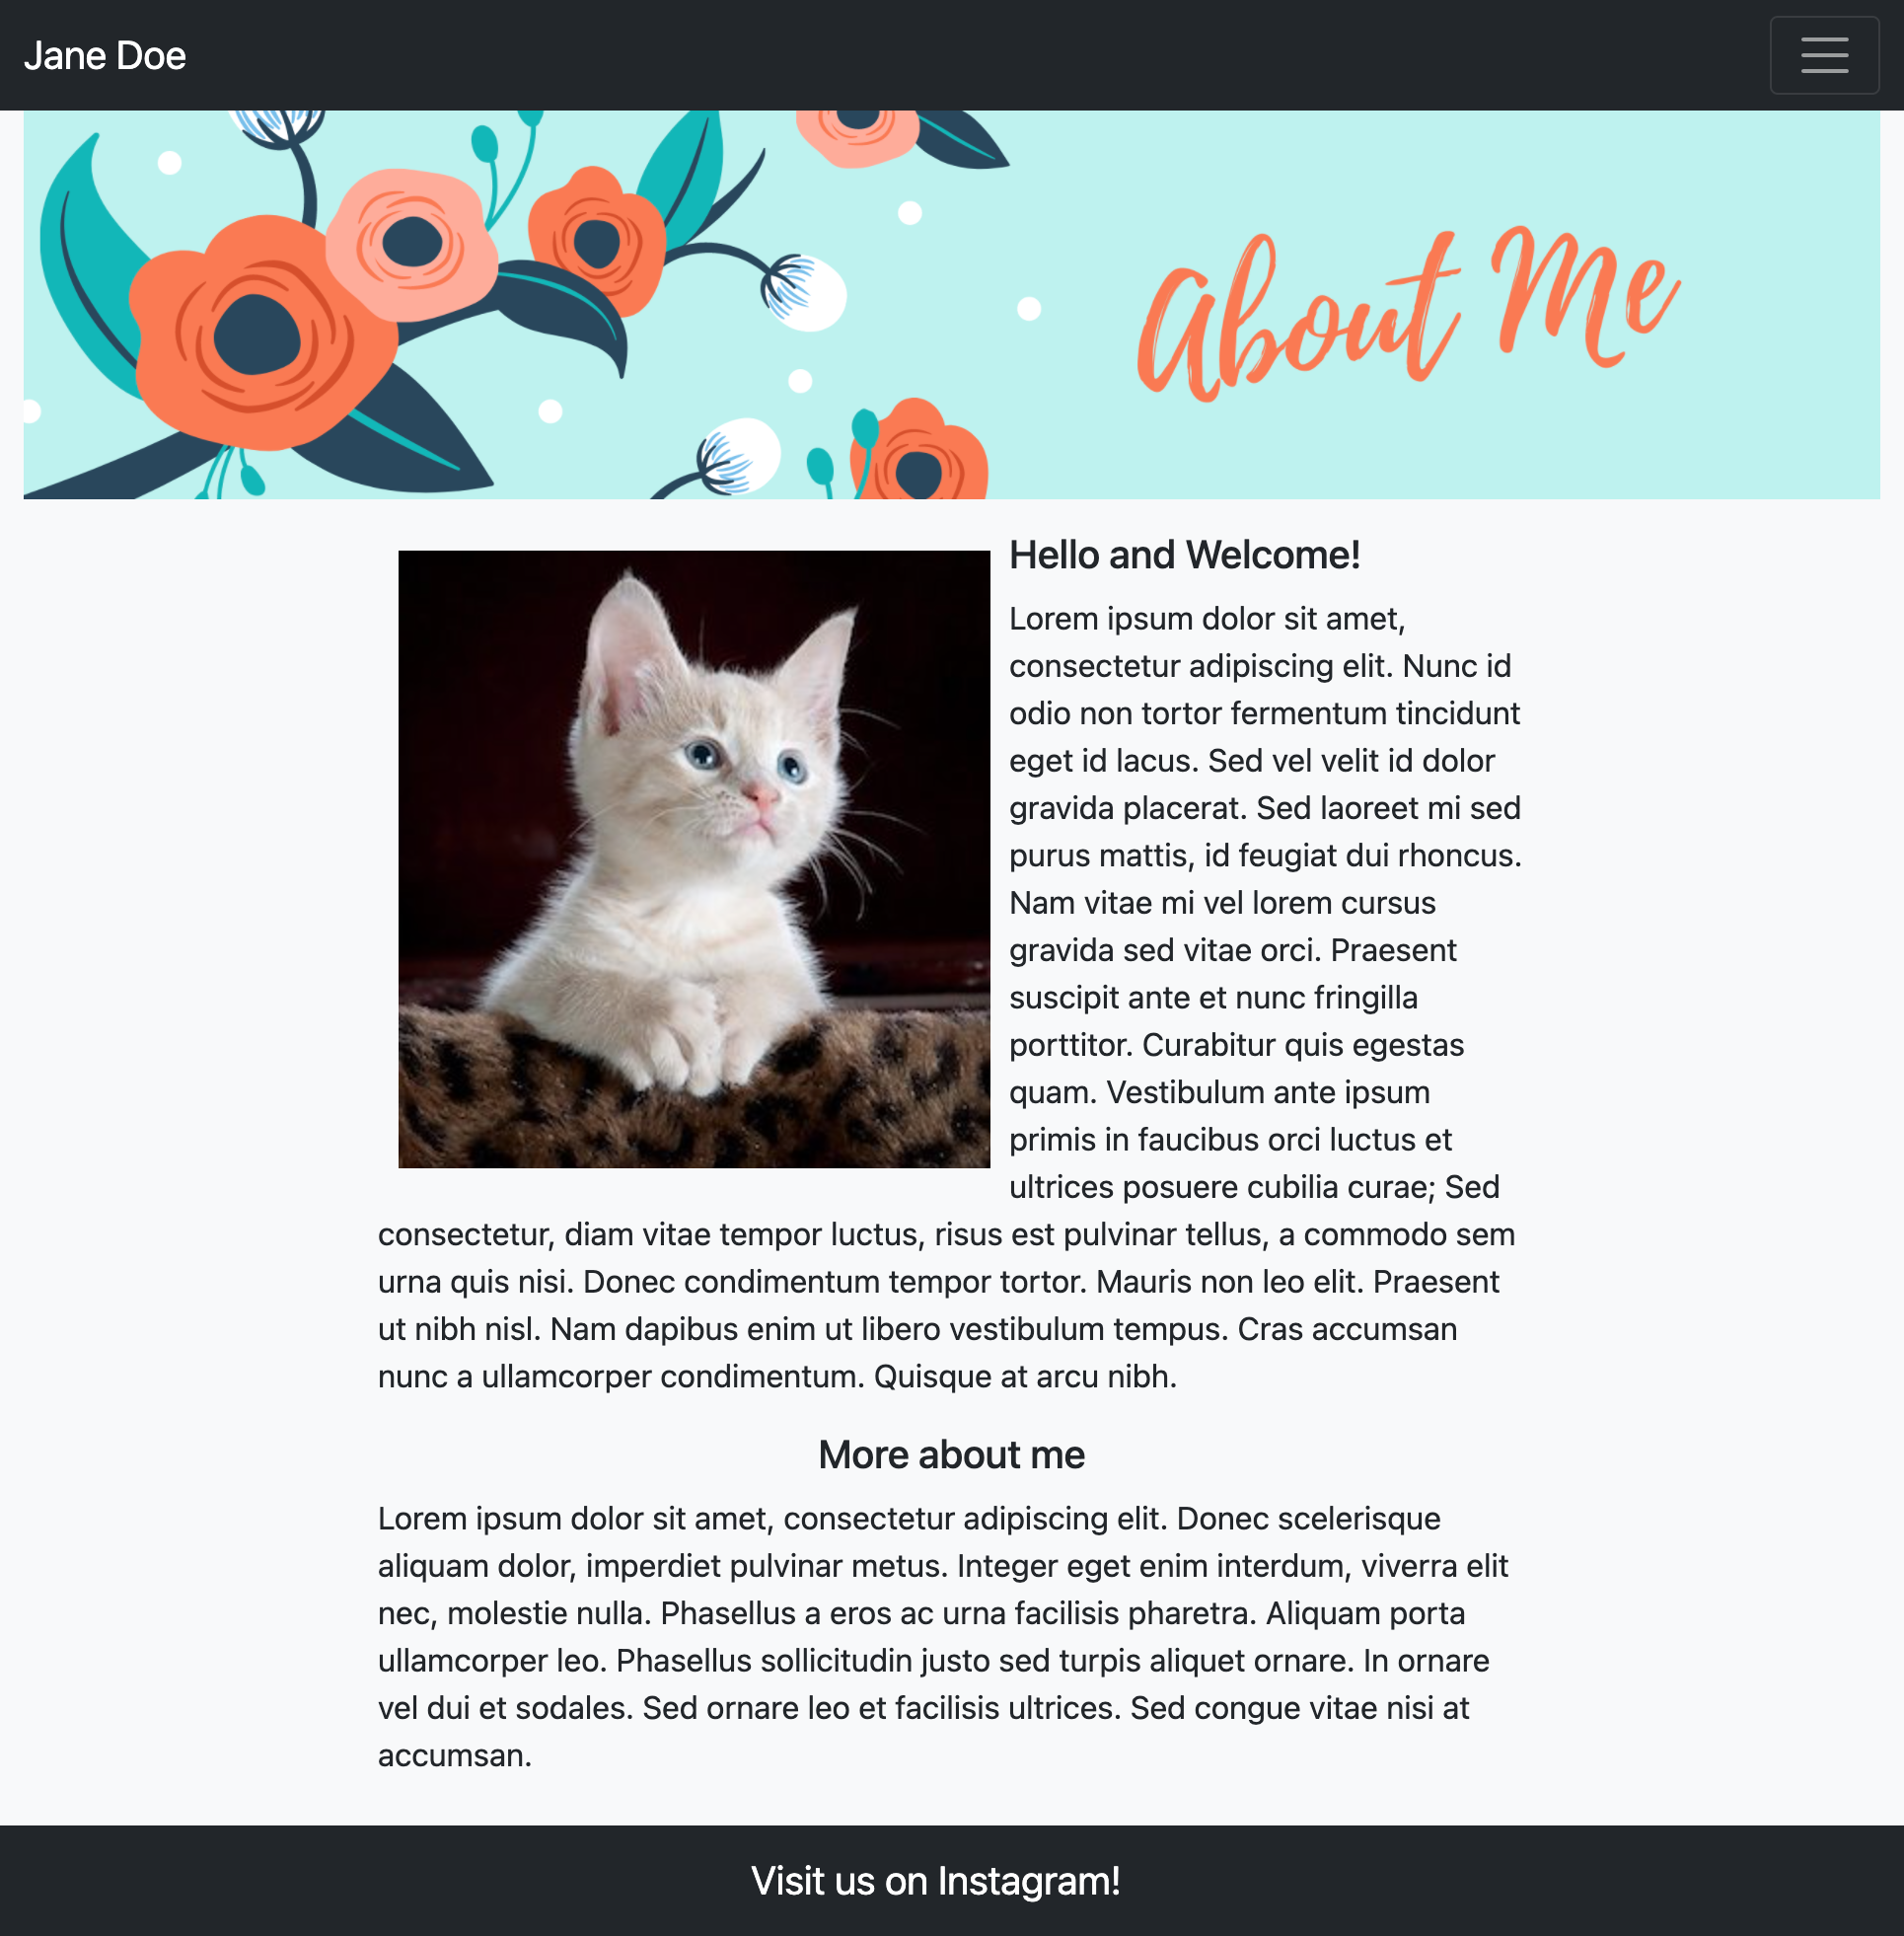 Jane Doe
About Me
Hello and Welcome!
Lorem ipsum dolor sit amet,
consectetur adipiscing elit. Nunc id
odio non tortor fermentum tincidunt
eget id lacus. Sed vel velit id dolor
gravida placerat. Sed laoreet mi sed
purus mattis, id feugiat dui rhoncus.
Nam vitae mi vel lorem cursus
gravida sed vitae orci. Praesent
suscipit ante et nunc fringilla
porttitor. Curabitur quis egestas
quam. Vestibulum ante ipsum
primis in faucibus orci luctus et
ultrices posuere cubilia curae; Sed
consectetur, diam vitae tempor luctus, risus est pulvinar tellus, a commodo sem
urna quis nisi. Donec condimentum tempor tortor. Mauris non leo elit. Praesent
ut nibh nisl. Nam dapibus enim ut libero vestibulum tempus. Cras accumsan
nunc a ullamcorper condimentum. Quisque at arcu nibh.
More about me
Lorem ipsum dolor sit amet, consectetur adipiscing elit. Donec scelerisque
aliquam dolor, imperdiet pulvinar metus. Integer eget enim interdum, viverra elit
nec, molestie nulla. Phasellus a eros ac urna facilisis pharetra. Aliquam porta
ullamcorper leo. Phasellus sollicitudin justo sed turpis aliquet ornare. In ornare
vel dui et sodales. Sed ornare leo et facilisis ultrices. Sed congue vitae nisi at
accumsan.
Visit us on Instagram!